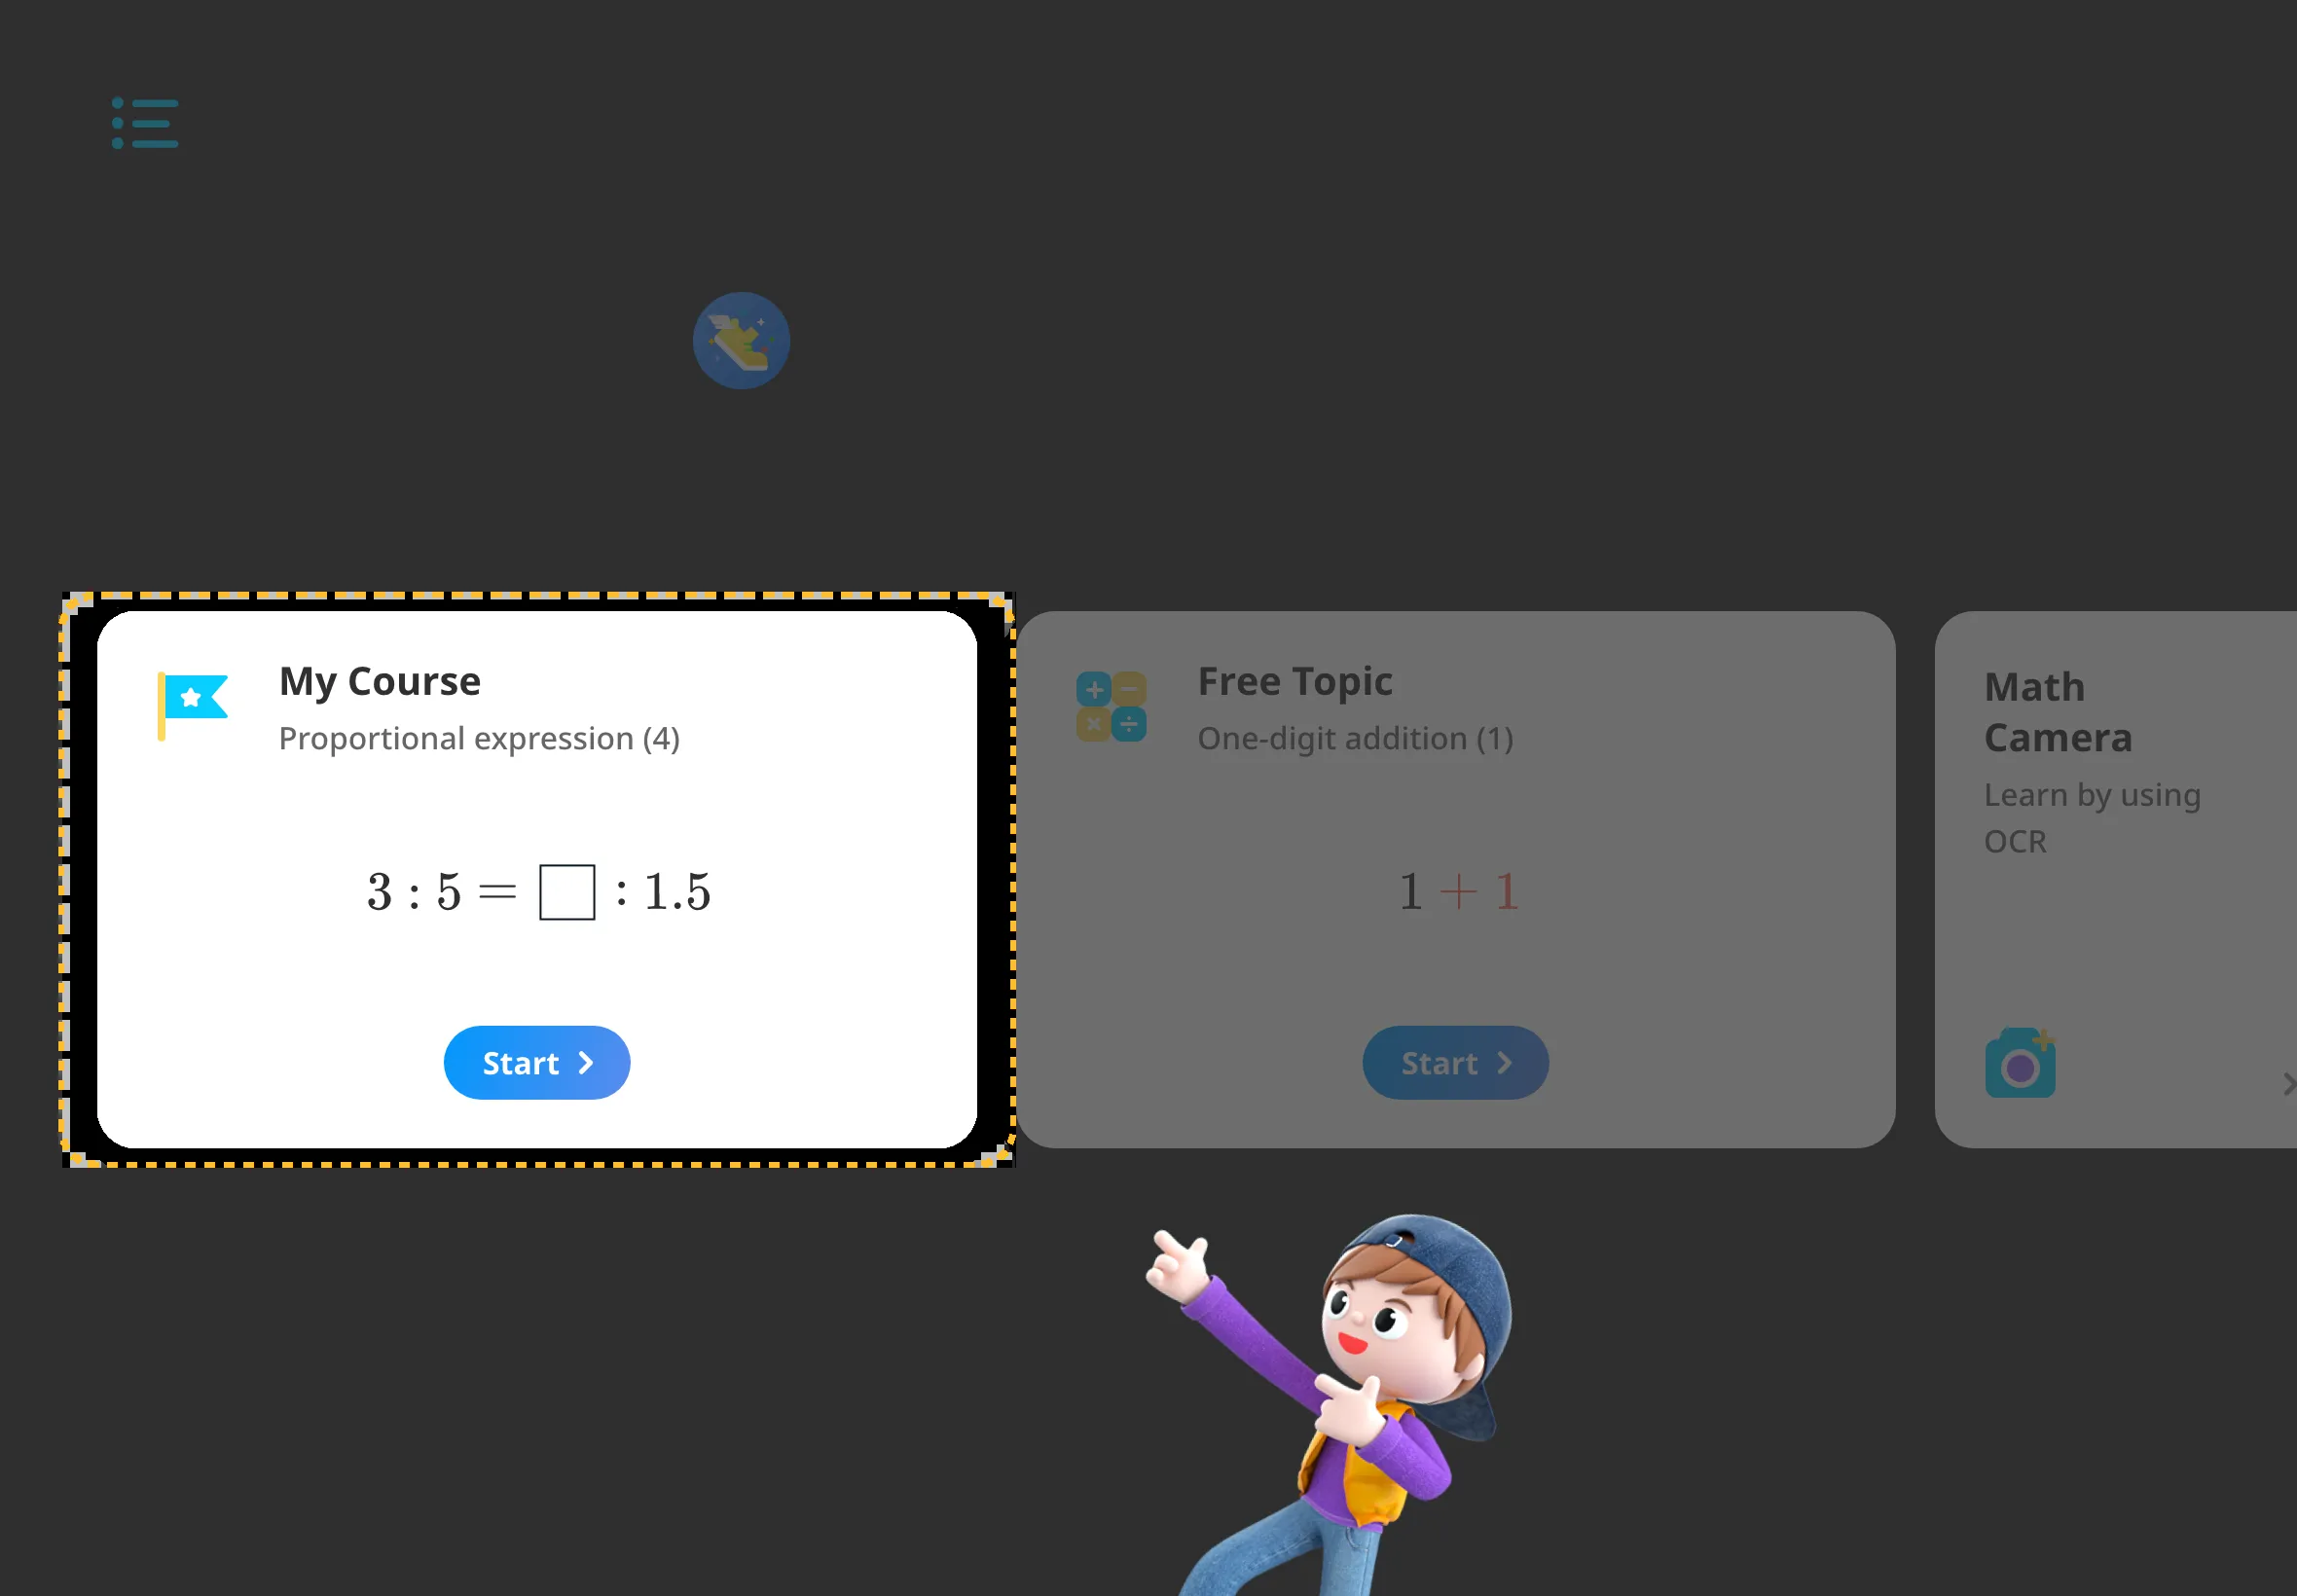 My Course
Proportional expression (4)
3 : 5 = □ : 1.5
Start
Free Topic
One-digit addition (1)
1 + 1
Start
Math
Camera
Learn by using
OCR